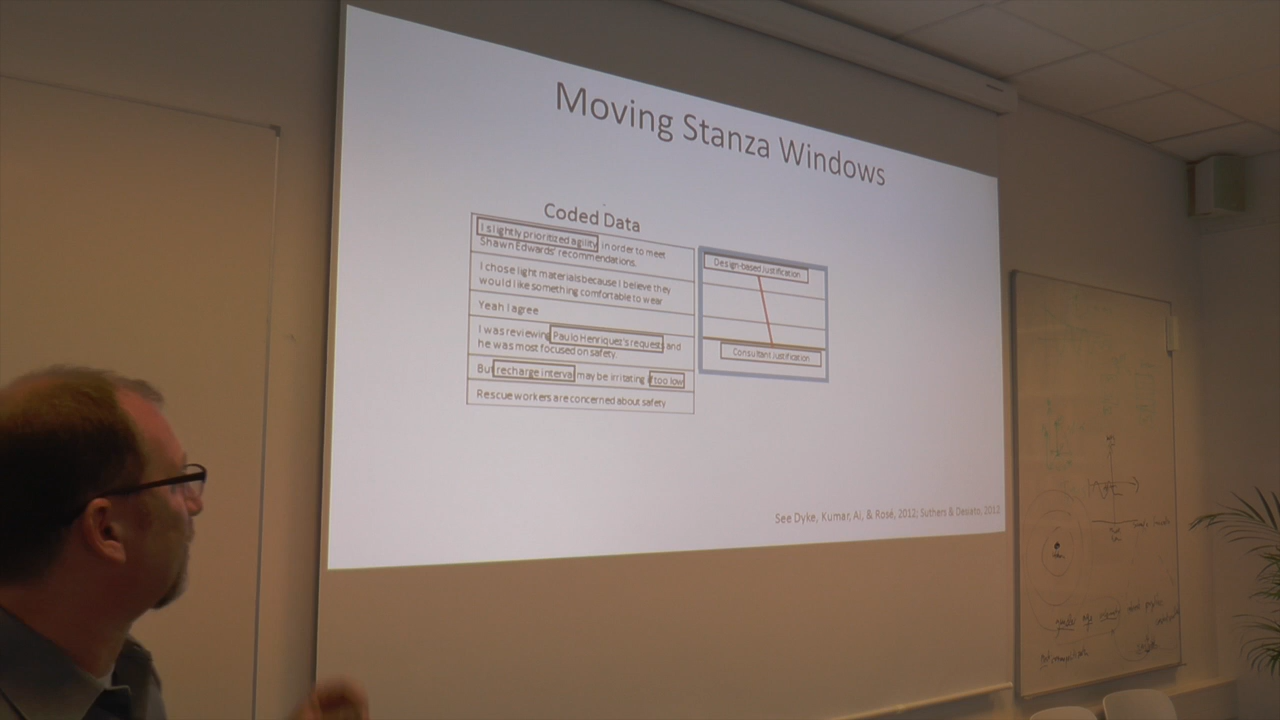 Moving Stanza Windows
Coded Data
I slightly prioritized agility in order to meet
Shawn Edwards' recommendations.
I chose light materials because I believe they
would like something comfortable to wear
Yeah I agree
I was reviewing Paulo Henriquez's request and
he was most focused on safety.
But recharge interval may be irritating if too low
Rescue workers are concerned about safety
Design-based Justification
Consultant Justification
See Dyke, Kumar, Ai, & Rosé, 2012; Suthers & Desiato, 2012